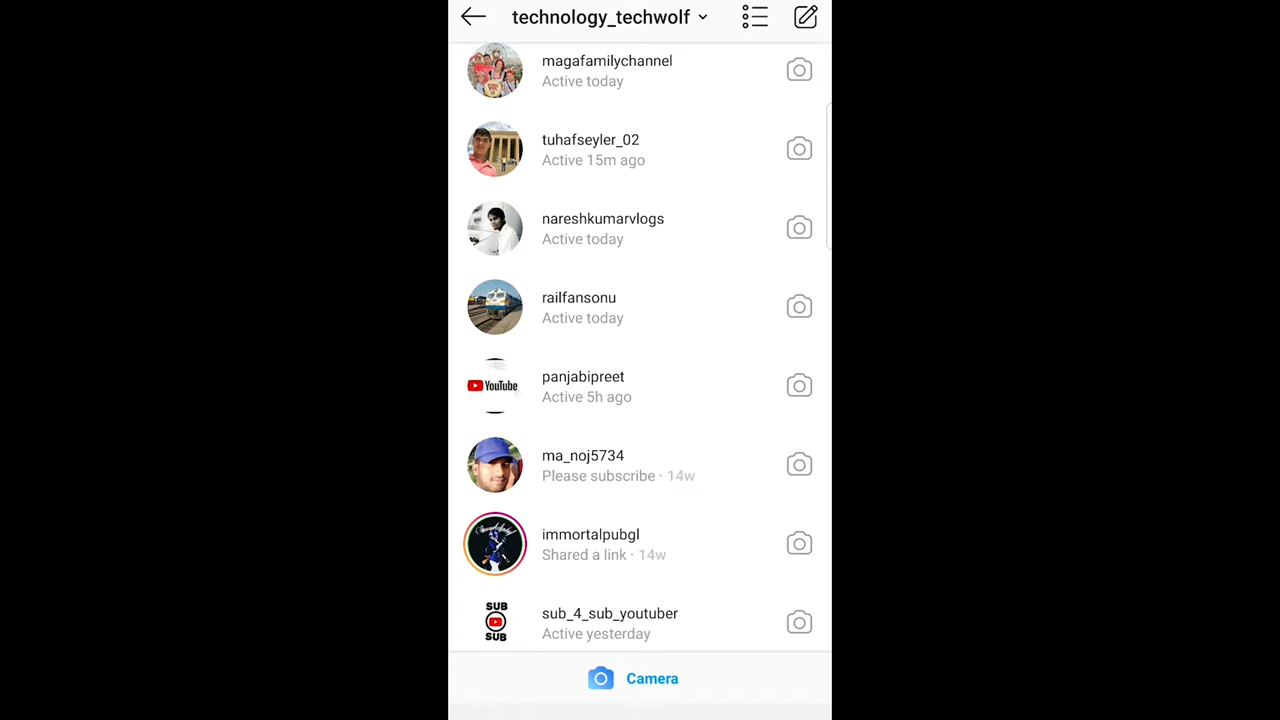 technology_techwolf
magafamilychannel
Active today
tuhafseyler_02
Active 15m ago
nareshkumarvlogs
Active today
railfansonu
Active today
YouTube
panjabipreet
Active 5h ago
ma_noj5734
Please subscribe · 14w
immortalpubgl
Shared a link · 14w
SUB
SUB
sub_4_sub_youtuber
Active yesterday
Camera